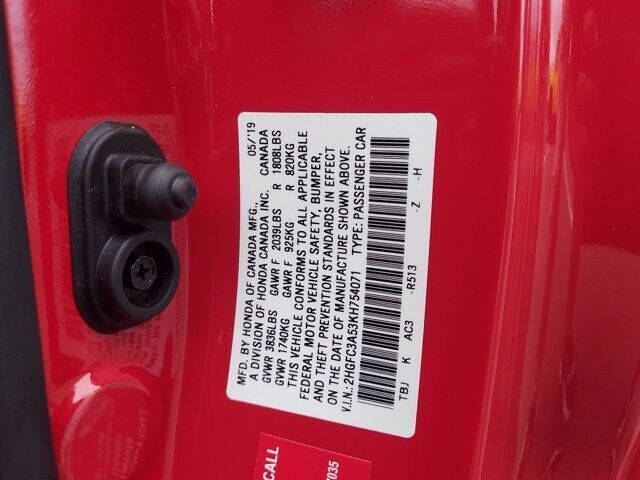 MFD. BY HONDA OF CANADA MFG., 05/'19
A DIVISION OF HONDA CANADA INC. CANADA
GVWR 3836LBS GAWR F 2039LBS R 1808LBS
GVWR 1740KG GAWR F 925KG R 820KG
THIS VEHICLE CONFORMS TO ALL APPLICABLE
FEDERAL MOTOR VEHICLE SAFETY, BUMPER,
AND THEFT PREVENTION STANDARDS IN EFFECT
ON THE DATE OF MANUFACTURE SHOWN ABOVE.
V.I.N.: 2HGFC3A53KH754071 TYPE: PASSENGER CAR
TBJ K AC3 -R513 -Z -H
CALL
7035